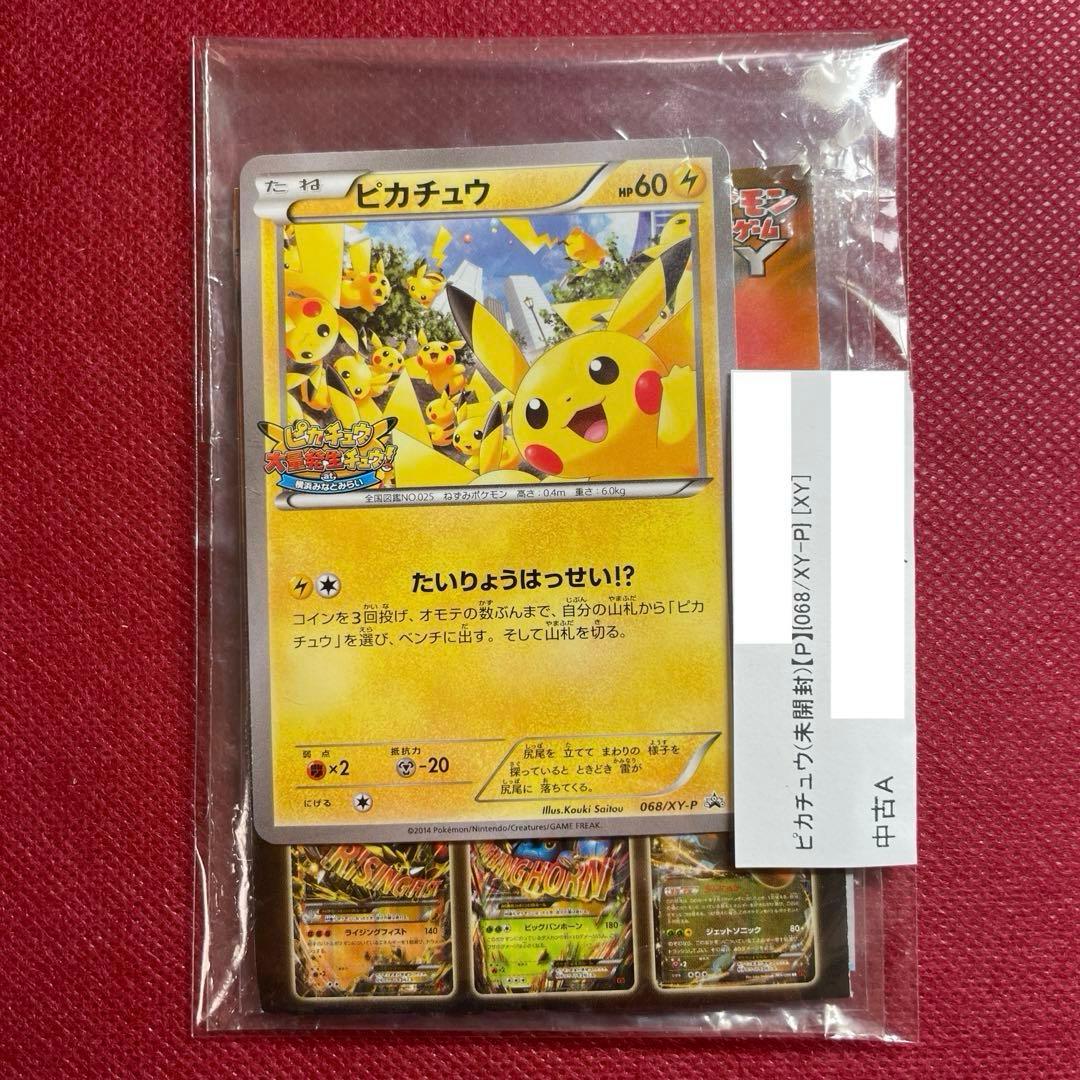 たね
ピカチュウ
HP60
モン
ゲーム
Y
ピカチュウ
大量発生チュウ!
at
横浜みなとみらい
全国図鑑NO.025 ねずみポケモン 高さ:0.4m 重さ:6.0kg
たいりょうはっせい!?
コインを3回投げ、オモテの数ぶんまで、自分の山札から「ピカ
チュウ」を選び、ベンチに出す。そして山札を切る。
弱点
×2
抵抗力
-20
にげる
尻尾を 立てて まわりの 様子を
探っていると ときどき 雷が
尻尾に 落ちてくる。
Illus.Kouki Saitou
068/XY-P
©2014 Pokémon/Nintendo/Creatures/GAME FREAK.
ピカチュウ(未開封)【P】[068/XY-P] [XY]
中古A
RISINGFIST
ライジングフィスト 140
ANGHORN
ビッグバンホーン 180
ジェットソニック 80